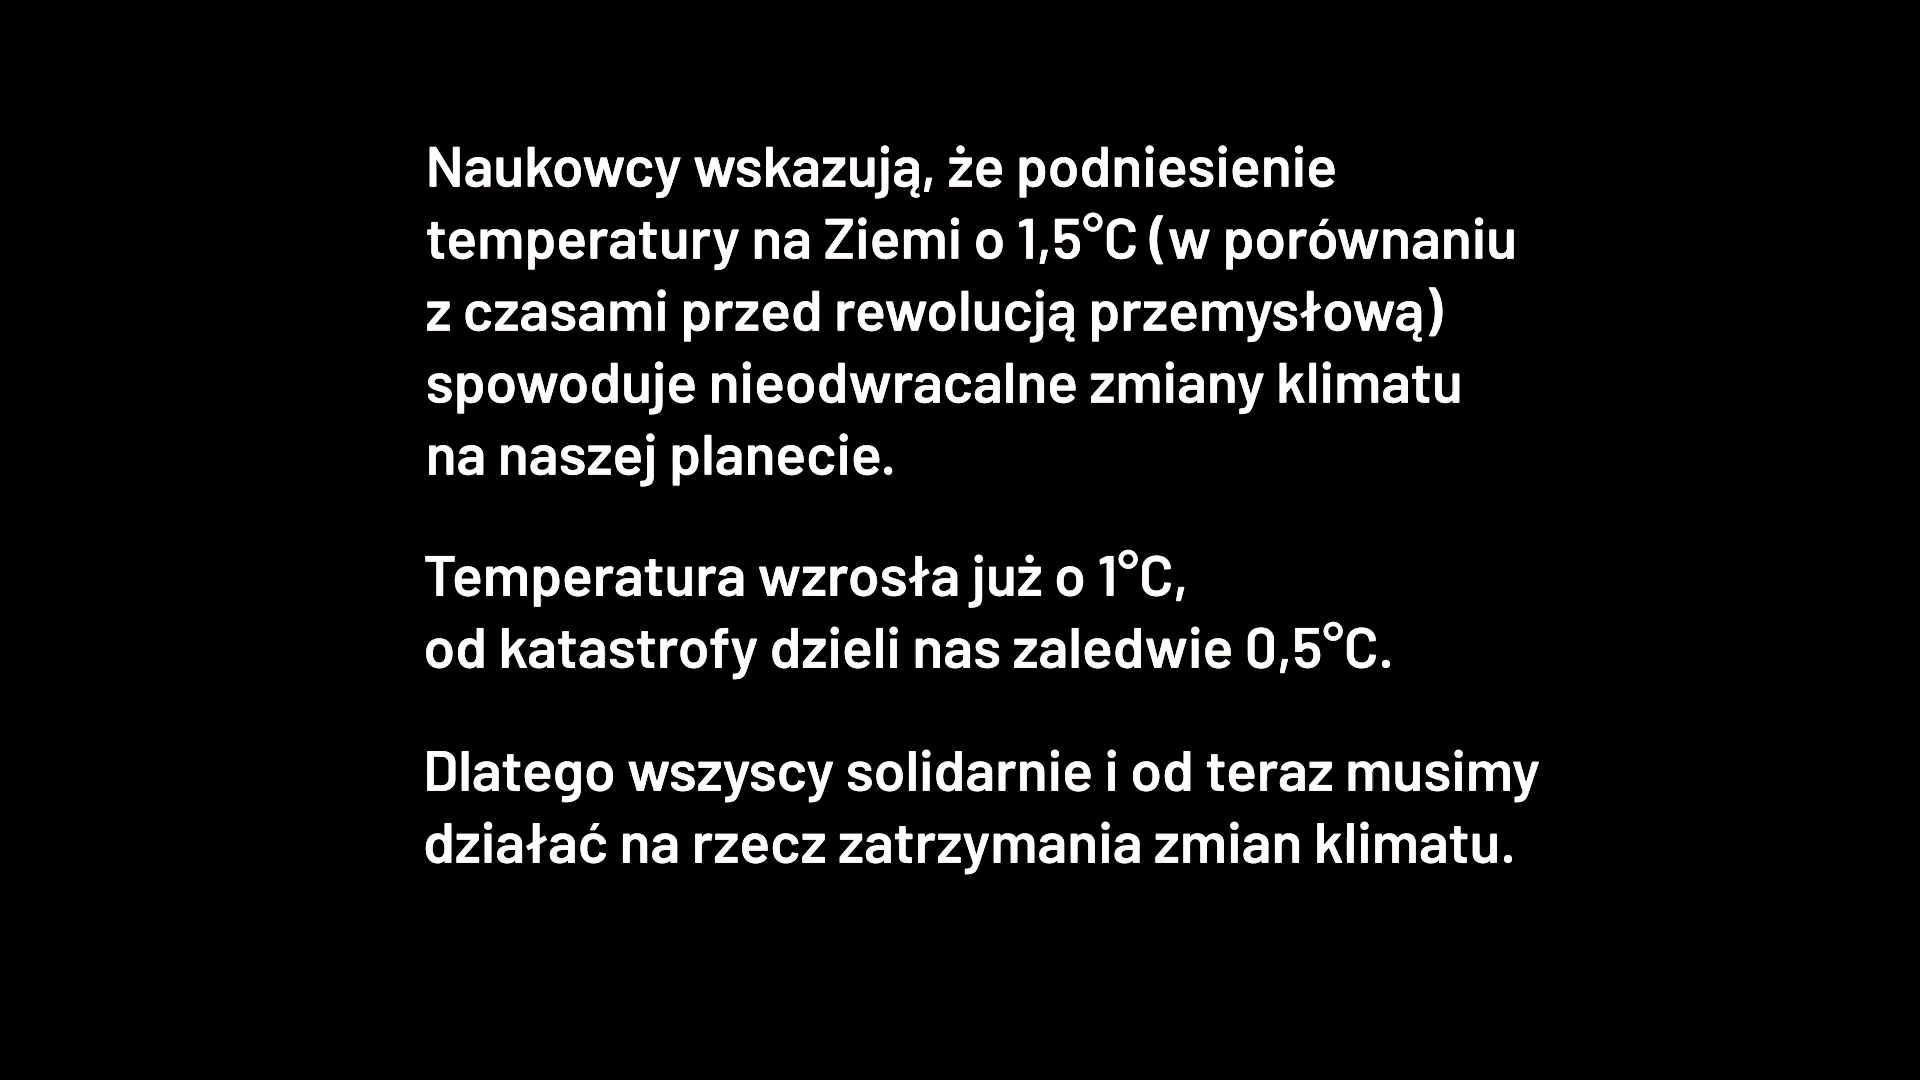 Naukowcy wskazują, że podniesienie
temperatury na Ziemi o 1,5°C (w porównaniu
z czasami przed rewolucją przemysłową)
spowoduje nieodwracalne zmiany klimatu
na naszej planecie.
Temperatura wzrosła już o 1°C,
od katastrofy dzieli nas zaledwie 0,5°C.
Dlatego wszyscy solidarnie i od teraz musimy
działać na rzecz zatrzymania zmian klimatu.